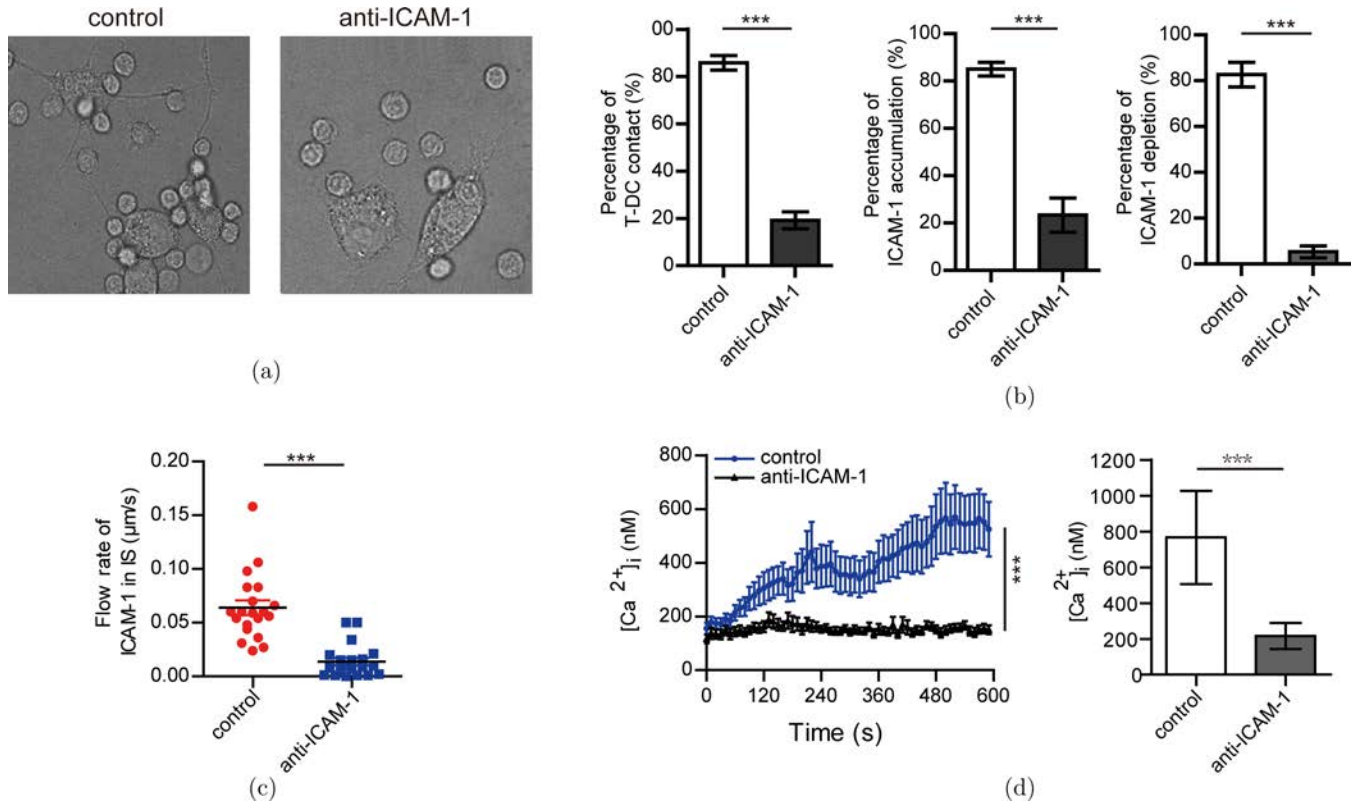 control
anti-ICAM-1
(a)
Percentage of
T-DC contact (%)
00
80
60
40
20
00
***
control
anti-ICAM-1
Percentage of
ICAM-1 accumulation (%)
100
80
60
40
20
0
***
control
anti-ICAM-1
Percentage of
ICAM-1 depletion (%)
100
80
60
40
20
0
***
control
anti-ICAM-1
(b)
Flow rate of
ICAM-1 in IS (μm/s)
0.20
0.15
0.10
0.05
0.00
***
control
anti-ICAM-1
(c)
[Ca2+]i (nM)
800
600
400
200
0
control
anti-ICAM-1
***
0 120 240 360 480 600
Time (s)
[Ca2+]i (nM)
1200
1000
800
600
400
200
0
***
control
anti-ICAM-1
(d)